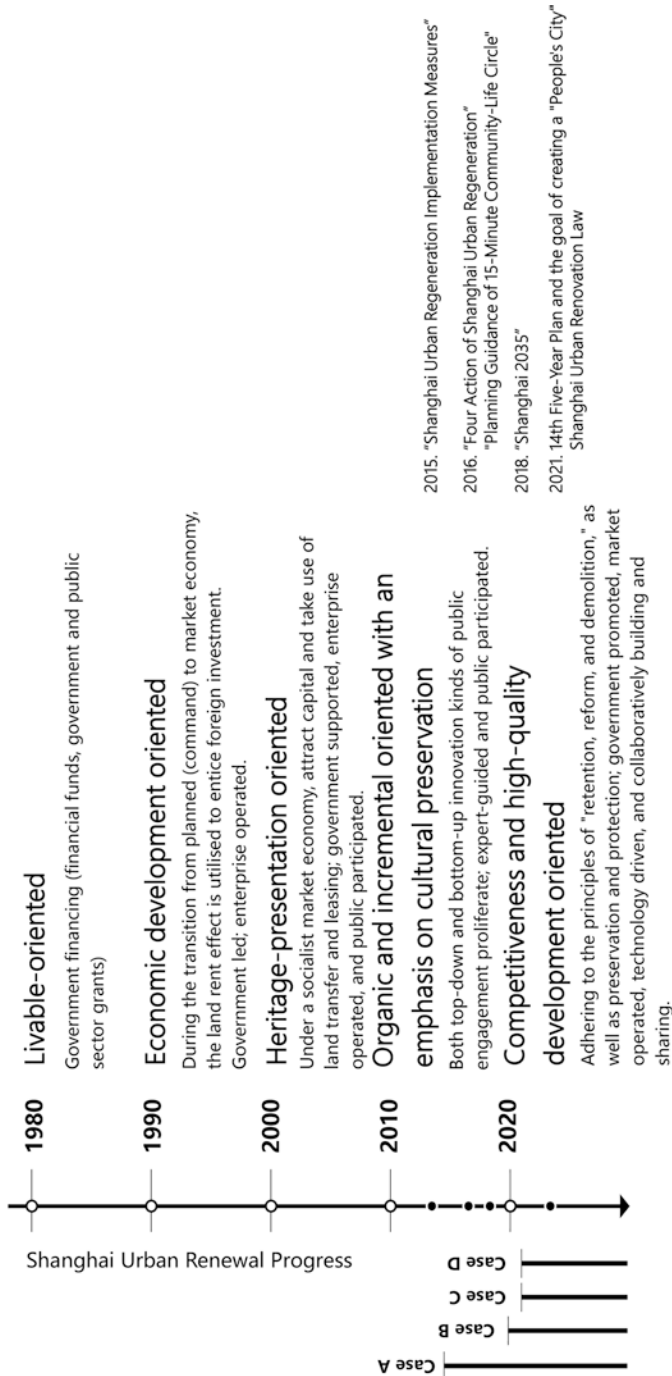 Shanghai Urban Renewal Progress
1980
Livable-oriented
Government financing (financial funds, government and public
sector grants)
1990
Economic development oriented
During the transition from planned (command) to market economy,
the land rent effect is utilised to entice foreign investment.
Government led; enterprise operated.
2000
Heritage-presentation oriented
Under a socialist market economy, attract capital and take use of
land transfer and leasing; government supported, enterprise
operated, and public participated.
2010
Organic and incremental oriented with an
emphasis on cultural preservation
Both top-down and bottom-up innovation kinds of public
engagement proliferate; expert-guided and public participated.
2020
Competitiveness and high-quality
development oriented
Adhering to the principles of "retention, reform, and demolition," as
well as preservation and protection; government promoted, market
operated, technology driven, and collaboratively building and
sharing.
2015. "Shanghai Urban Regeneration Implementation Measures"
2016. "Four Action of Shanghai Urban Regeneration"
"Planning Guidance of 15-Minute Community-Life Circle"
2018. "Shanghai 2035"
2021. 14th Five-Year Plan and the goal of creating a "People's City"
Shanghai Urban Renovation Law
Case A
Case B
Case C
Case D